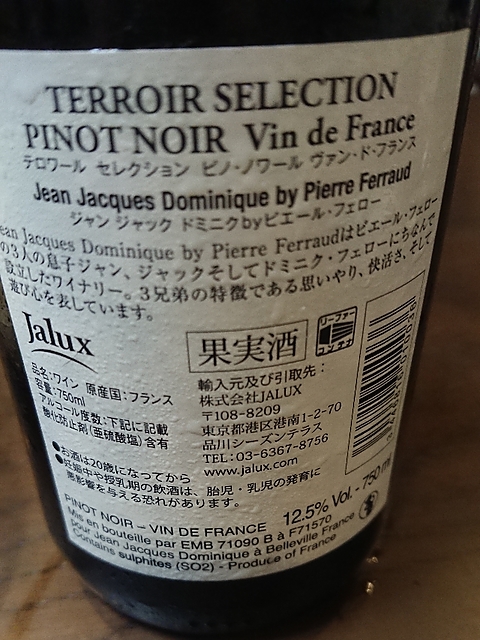 TERROIR SELECTION
PINOT NOIR Vin de France
テロワール セレクション ピノ・ノワール ヴァン・ド・フランス
Jean Jacques Dominique by Pierre Ferraud
ジャン ジャック ドミニクbyピエール・フェロー
ean Jacques Dominique by Pierre Ferraudはピエール・フェロー
の3人の息子ジャン、ジャックそしてドミニク・フェローにちなんで
設立したワイナリー。3兄弟の特徴である思いやり、快活さ、そして
遊び心を表しています。
Jalux
果実酒
リーファー
コンテナ
品名:ワイン 原産国:フランス
容量:750ml
アルコール度数:下記に記載
酸化防止剤(亜硫酸塩)含有
輸入元及び引取先:
株式会社JALUX
〒108-8209
東京都港区港南1-2-70
品川シーズンテラス
TEL:03-6367-8756
www.jalux.com
●お酒は20歳になってから
●妊娠中や授乳期の飲酒は、胎児・乳児の発育に
悪影響を与える恐れがあります。
PINOT NOIR – VIN DE FRANCE 12.5% Vol. - 750 ml
Mis en bouteille par EMB 71090 B à F71570
pour Jean Jacques Dominique à Belleville France
Contains sulphites (SO2) - Produce of France